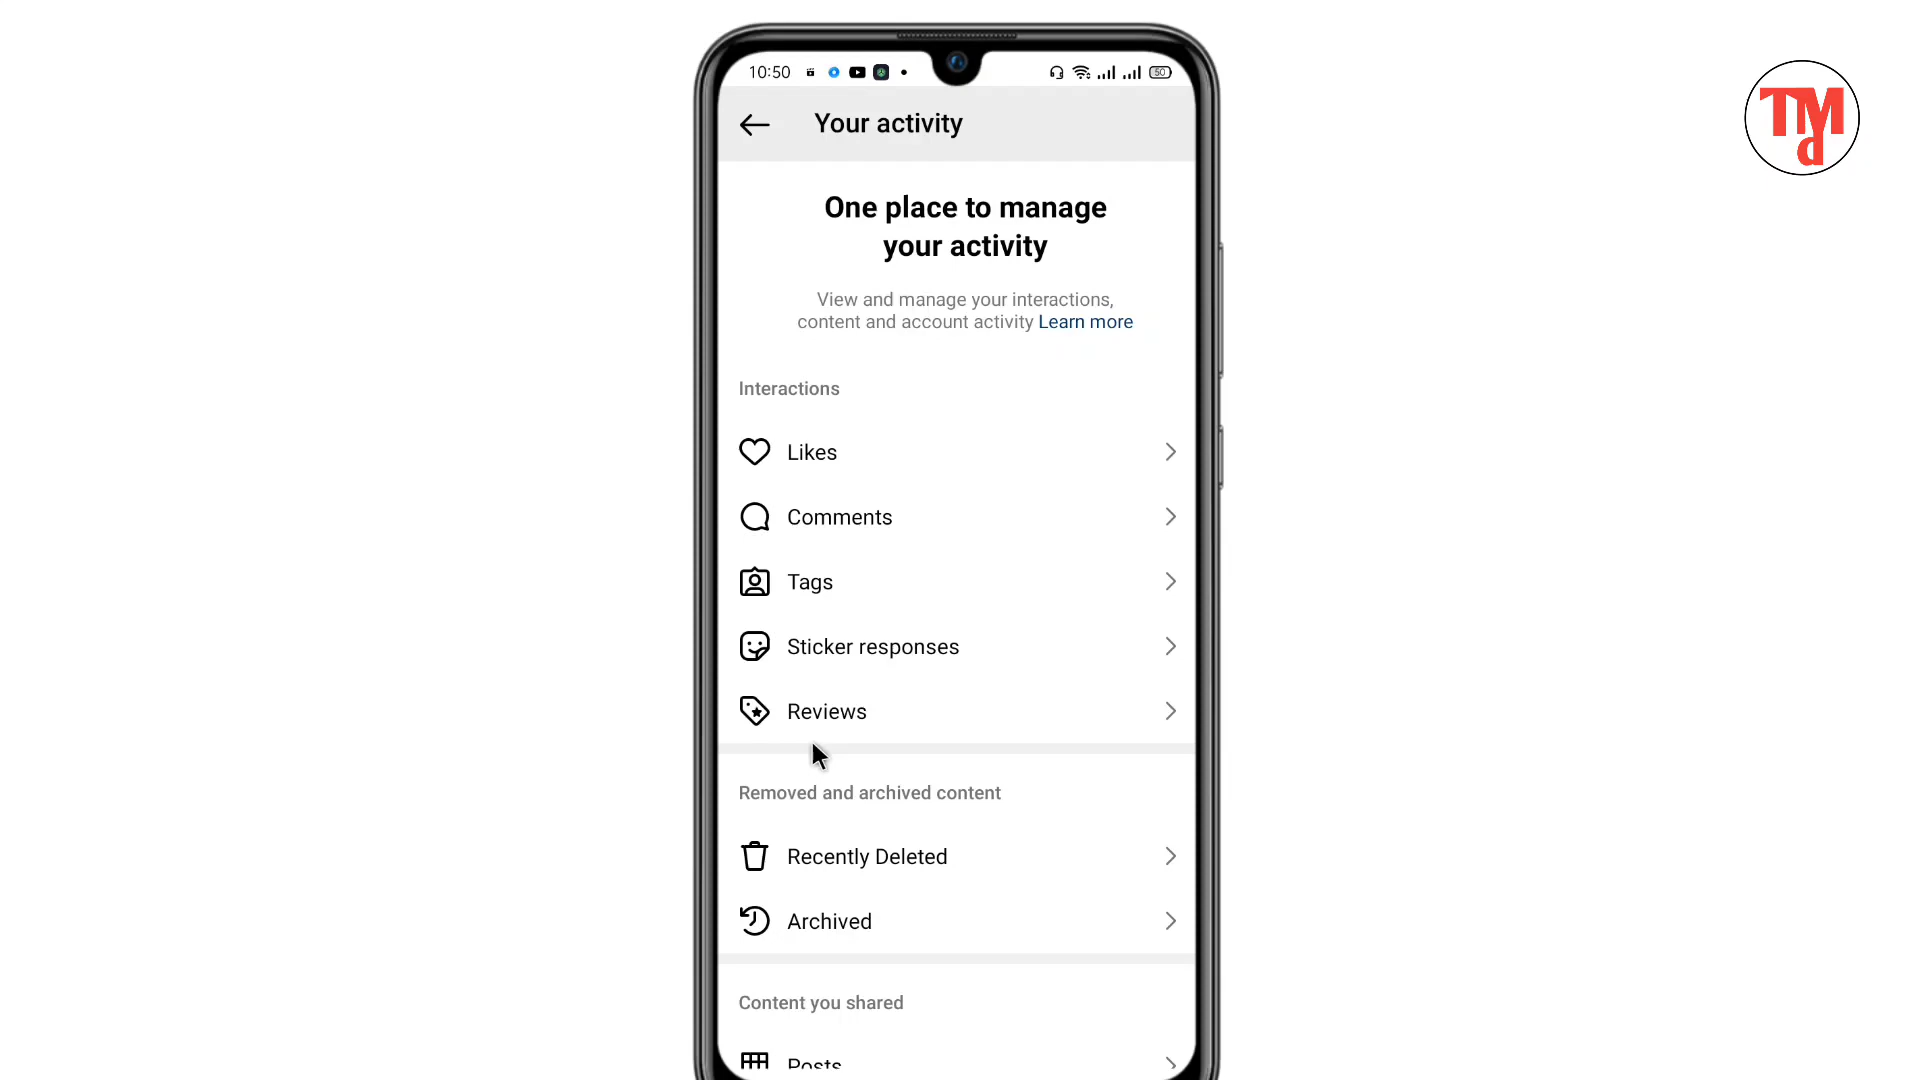 10:50
50
Your activity
TMd
One place to manage
your activity
View and manage your interactions,
content and account activity Learn more
Interactions
Likes
Comments
Tags
Sticker responses
Reviews
Removed and archived content
Recently Deleted
Archived
Content you shared
Posts